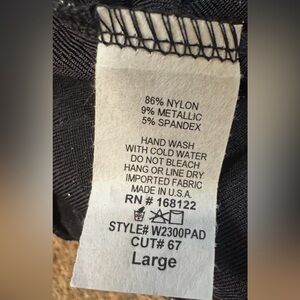 86% NYLON
9% METALLIC
5% SPANDEX
HAND WASH
WITH COLD WATER
DO NOT BLEACH
HANG OR LINE DRY
IMPORTED FABRIC
MADE IN U.S.A.
RN # 168122
STYLE# W2300PAD
CUT# 67
Large